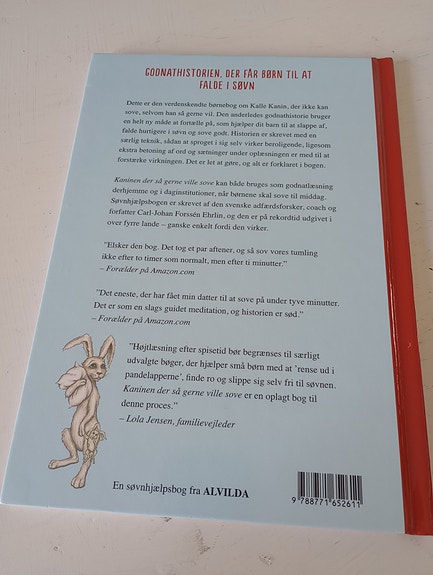 GODNATHISTORIEN, DER FÅR BØRN TIL AT
FALDE I SØVN
Dette er den verdenskendte børnebog om Kalle Kanin, der ikke kan
sove, selvom han så gerne vil. Den anderledes godnathistorie bruger
en helt ny måde at fortælle på, som hjælper dit barn til at slappe af,
falde hurtigere i søvn og sove godt. Historien er skrevet med en
særlig teknik, sådan at sproget i sig selv virker beroligende, ligesom
ekstra betoning af ord og sætninger under oplæsningen er med til at
forstærke virkningen. Det er let at gøre, og alt er forklaret i bogen.
Kaninen der så gerne ville sove kan både bruges som godnatlæsning
derhjemme og i daginstitutioner, når børnene skal sove til middag.
Søvnhjælpsbogen er skrevet af den svenske adfærdsforsker, coach og
forfatter Carl-Johan Forssén Ehrlin, og den er på rekordtid udgivet i
over fyrre lande – ganske enkelt fordi den virker.
”Elsker den bog. Det tog et par aftener, og så sov vores tumling
ikke efter to timer som normalt, men efter ti minutter.”
– Forælder på Amazon.com
”Det eneste, der har fået min datter til at sove på under tyve minutter.
Det er som en slags guidet meditation, og historien er sød.”
– Forælder på Amazon.com
”Højtlæsning efter spisetid bør begrænses til særligt
udvalgte bøger, der hjælper små børn med at ’rense ud i
pandelapperne’, finde ro og slippe sig selv fri til søvnen.
Kaninen der så gerne ville sove er en oplagt bog til
denne proces.”
– Lola Jensen, familievejleder
En søvnhjælpsbog fra ALVILDA
9 788771 652611